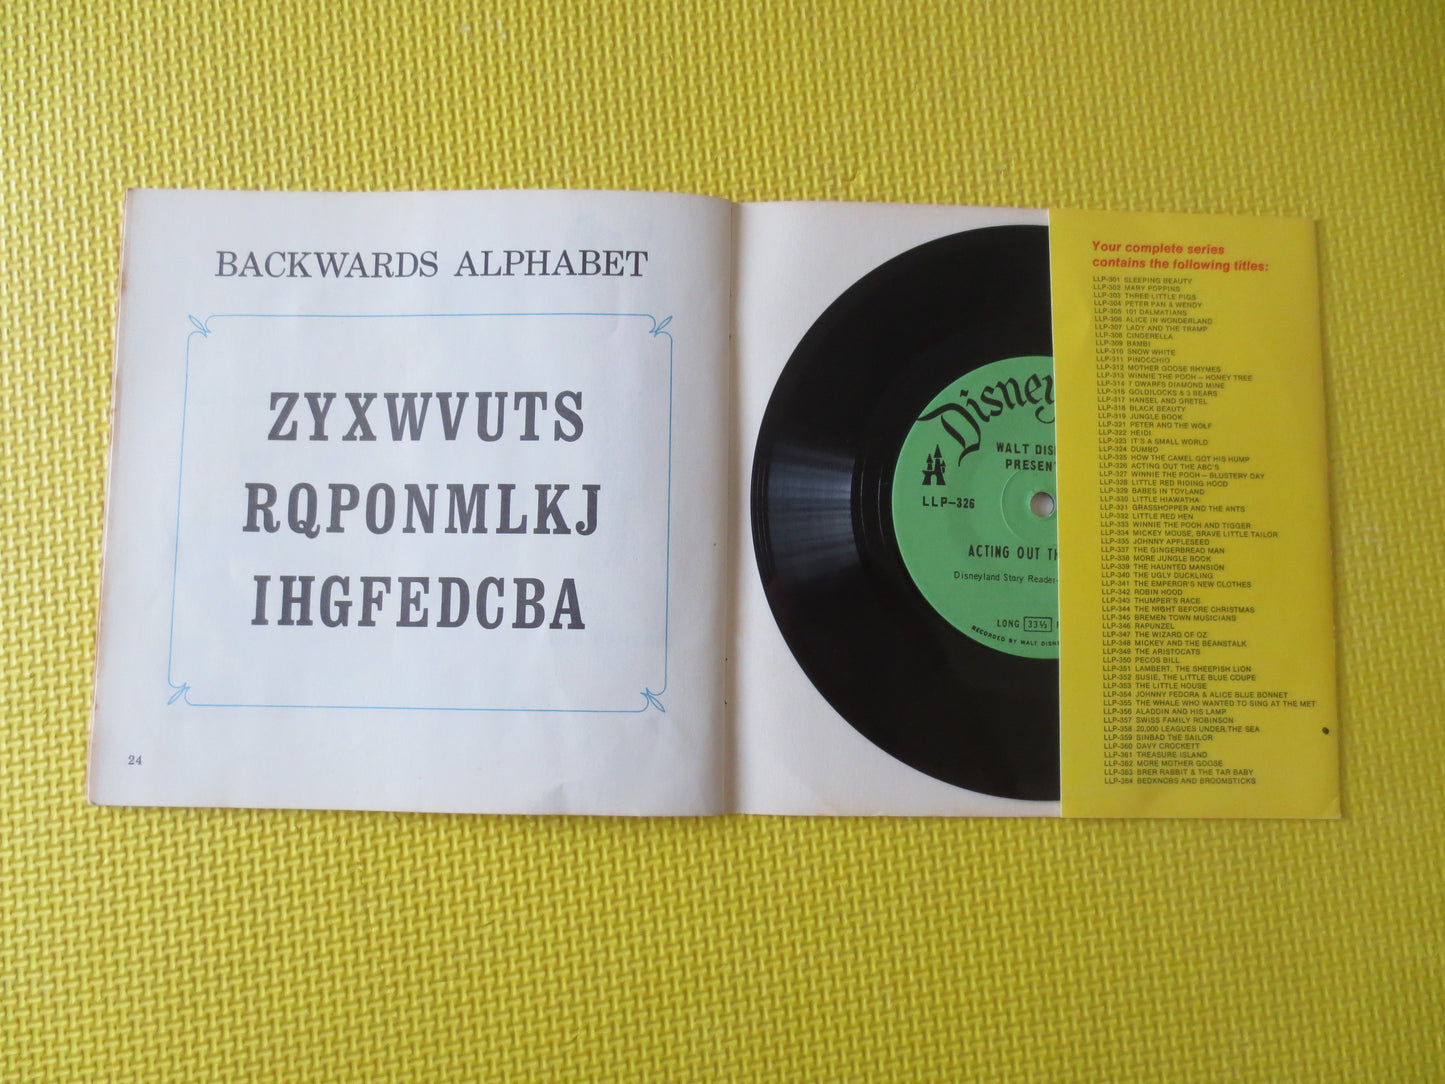 BACKWARDS ALPHABET
ZYXWVUTS
RQPONMLKJ
IHGFEDCBA
24
Disney
WALT DIS
PRESEN
LLP-326
ACTING OUT TH
Disneyland Story Reader
LONG 33⅓
RECORDED BY WALT DISNE
Your complete series
contains the following titles:
LLP-301 SLEEPING BEAUTY
LLP-302 MARY POPPINS
LLP-303 THREE LITTLE PIGS
LLP-304 PETER PAN & WENDY
LLP-305 101 DALMATIANS
LLP-306 ALICE IN WONDERLAND
LLP-307 LADY AND THE TRAMP
LLP-308 CINDERELLA
LLP-309 BAMBI
LLP-310 SNOW WHITE
LLP-311 PINOCCHIO
LLP-312 MOTHER GOOSE RHYMES
LLP-313 WINNIE THE POOH — HONEY TREE
LLP-314 7 DWARFS DIAMOND MINE
LLP-315 GOLDILOCKS & 3 BEARS
LLP-317 HANSEL AND GRETEL
LLP-318 BLACK BEAUTY
LLP-319 JUNGLE BOOK
LLP-321 PETER AND THE WOLF
LLP-322 HEIDI
LLP-323 IT'S A SMALL WORLD
LLP-324 DUMBO
LLP-325 HOW THE CAMEL GOT HIS HUMP
LLP-326 ACTING OUT THE ABC'S
LLP-327 WINNIE THE POOH — BLUSTERY DAY
LLP-328 LITTLE RED RIDING HOOD
LLP-329 BABES IN TOYLAND
LLP-330 LITTLE HIAWATHA
LLP-331 GRASSHOPPER AND THE ANTS
LLP-332 LITTLE RED HEN
LLP-333 WINNIE THE POOH AND TIGGER
LLP-334 MICKEY MOUSE, BRAVE LITTLE TAILOR
LLP-335 JOHNNY APPLESEED
LLP-337 THE GINGERBREAD MAN
LLP-338 MORE JUNGLE BOOK
LLP-339 THE HAUNTED MANSION
LLP-340 THE UGLY DUCKLING
LLP-341 THE EMPEROR'S NEW CLOTHES
LLP-342 ROBIN HOOD
LLP-343 THUMPER'S RACE
LLP-344 THE NIGHT BEFORE CHRISTMAS
LLP-345 BREMEN TOWN MUSICIANS
LLP-346 RAPUNZEL
LLP-347 THE WIZARD OF OZ
LLP-348 MICKEY AND THE BEANSTALK
LLP-349 THE ARISTOCATS
LLP-350 PECOS BILL
LLP-351 LAMBERT, THE SHEEPISH LION
LLP-352 SUSIE, THE LITTLE BLUE COUPE
LLP-353 THE LITTLE HOUSE
LLP-354 JOHNNY FEDORA & ALICE BLUE BONNET
LLP-355 THE WHALE WHO WANTED TO SING AT THE MET
LLP-356 ALADDIN AND HIS LAMP
LLP-357 SWISS FAMILY ROBINSON
LLP-358 20,000 LEAGUES UNDER THE SEA
LLP-359 SINBAD THE SAILOR
LLP-360 DAVY CROCKETT
LLP-361 TREASURE ISLAND
LLP-362 MORE MOTHER GOOSE
LLP-363 BRER RABBIT & THE TAR BABY
LLP-364 BEDKNOBS AND BROOMSTICKS